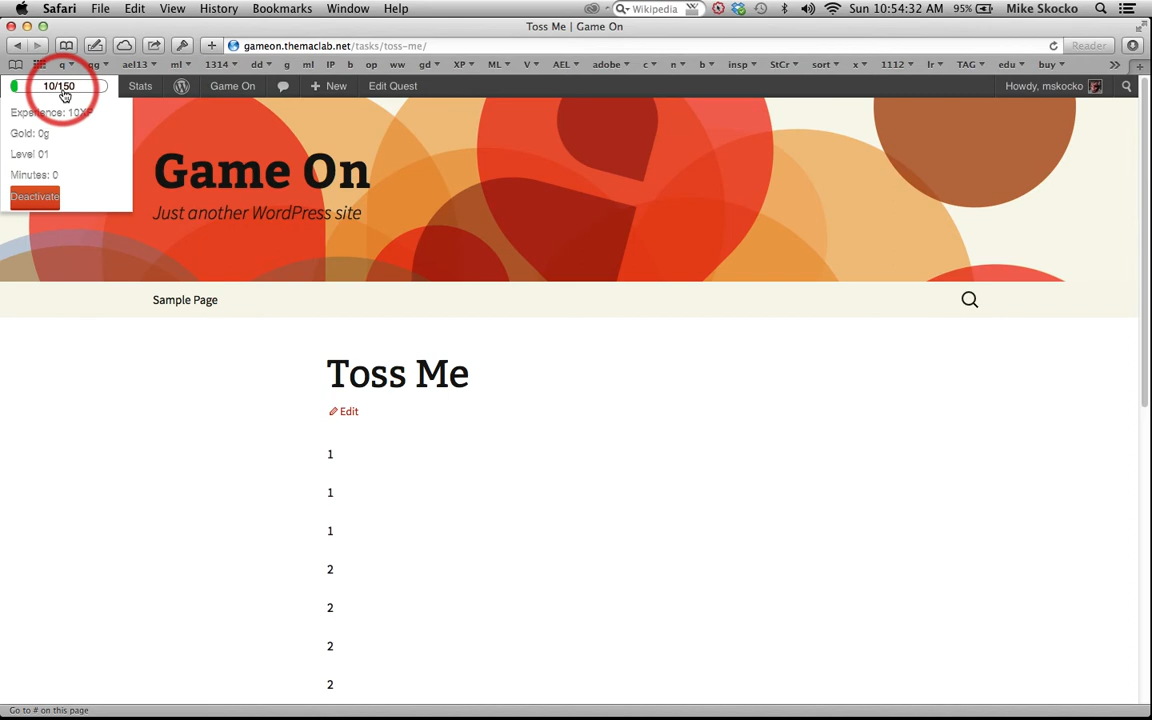 Safari File Edit View History Bookmarks Window Help Wikipedia Sun 10:54:32 AM 95% Mike Skocko
Toss Me | Game On
gameon.themaclab.net/tasks/toss-me/ Reader
q gg ael13 ml 1314 dd g ml IP b op ww gd XP ML V AEL adobe c n b insp StCr sort x 1112 lr TAG edu buy >>
10/150 Stats Game On + New Edit Quest Howdy, mskocko
Experience: 10XP
Gold: 0g
Level 01
Minutes: 0
Deactivate
Game On
Just another WordPress site
Sample Page
Toss Me
Edit
1
1
1
2
2
2
2
Go to # on this page